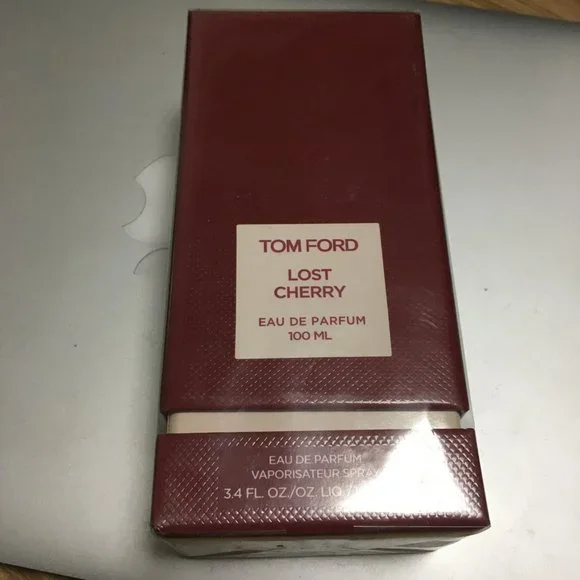 TOM FORD
LOST
CHERRY
EAU DE PARFUM
100 ML
EAU DE PARFUM
VAPORISATEUR SPRAY
3.4 FL. OZ./OZ. LIQ